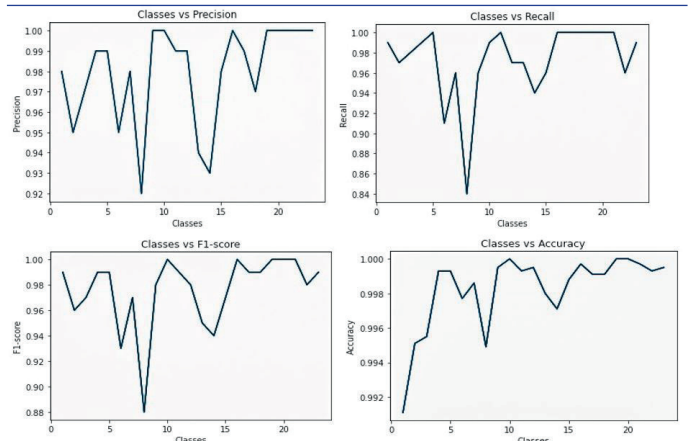 Classes vs Precision
1.00
0.99
0.98
0.97
0.96
0.95
0.94
0.93
0.92
Precision
0 5 10 15 20
Classes
Classes vs Recall
1.00
0.98
0.96
0.94
0.92
0.90
0.88
0.86
0.84
Recall
0 5 10 15 20
Classes
Classes vs F1-score
1.00
0.98
0.96
0.94
0.92
0.90
0.88
F1-score
0 5 10 15 20
Classes
Classes vs Accuracy
1.000
0.998
0.996
0.994
0.992
Accuracy
0 5 10 15 20
Classes